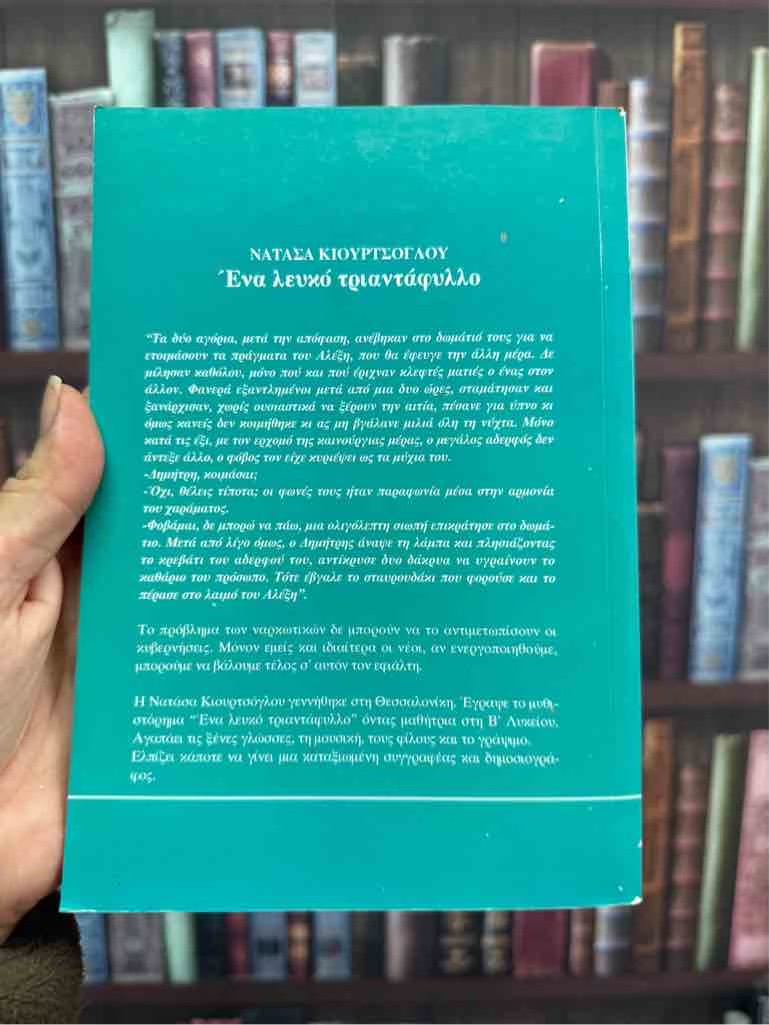 ΝΑΤΑΣΑ ΚΙΟΥΡΤΣΟΓΛΟΥ
Ένα λευκό τριαντάφυλλο
“Τα δύο αγόρια, μετά την απόφαση, ανέβηκαν στο δωμάτιό τους για να
ετοιμάσουν τα πράγματα του Αλέξη, που θα έφευγε την άλλη μέρα. Δε
μίλησαν καθόλου, μόνο πού και πού έριχναν κλεφτές ματιές ο ένας στον
άλλον. Φανερά εξαντλημένοι μετά από μια δυο ώρες, σταμάτησαν και
ξανάρχισαν, χωρίς ουσιαστικά να ξέρουν την αιτία, πέσανε για ύπνο κι
όμως κανείς δεν κοιμήθηκε κι ας μη βγάλανε μιλιά όλη τη νύχτα. Μόνο
κατά τις έξι, με τον ερχομό της καινούργιας μέρας, ο μεγάλος αδερφός δεν
άντεξε άλλο, ο φόβος τον είχε κυριέψει ως τα μύχια του.
-Δημήτρη, κοιμάσαι;
-Όχι, θέλεις τίποτα; οι φωνές τους ήταν παραφωνία μέσα στην αρμονία
του χαράματος.
-Φοβάμαι, δε μπορώ να πάω, μια ολιγόλεπτη σιωπή επικράτησε στο δωμά-
τιο. Μετά από λίγο όμως, ο Δημήτρης άναψε τη λάμπα και πλησιάζοντας
το κρεβάτι του αδερφού του, αντίκρυσε δυο δάκρυα να υγραίνουν το
καθάριο του πρόσωπο. Τότε έβγαλε το σταυρουδάκι που φορούσε και το
πέρασε στο λαιμό του Αλέξη”.
Το πρόβλημα των ναρκωτικών δε μπορούν να το αντιμετωπίσουν οι
κυβερνήσεις. Μόνον εμείς και ιδιαίτερα οι νέοι, αν ενεργοποιηθούμε,
μπορούμε να βάλουμε τέλος σ’ αυτόν τον εφιάλτη.
Η Νατάσα Κιουρτσόγλου γεννήθηκε στη Θεσσαλονίκη. Έγραψε το μυθι-
στόρημα “Ένα λευκό τριαντάφυλλο” όντας μαθήτρια στη Β’ Λυκείου.
Αγαπάει τις ξένες γλώσσες, τη μουσική, τους φίλους και το γράψιμο.
Ελπίζει κάποτε να γίνει μια καταξιωμένη συγγραφέας και δημοσιογρά-
φος.